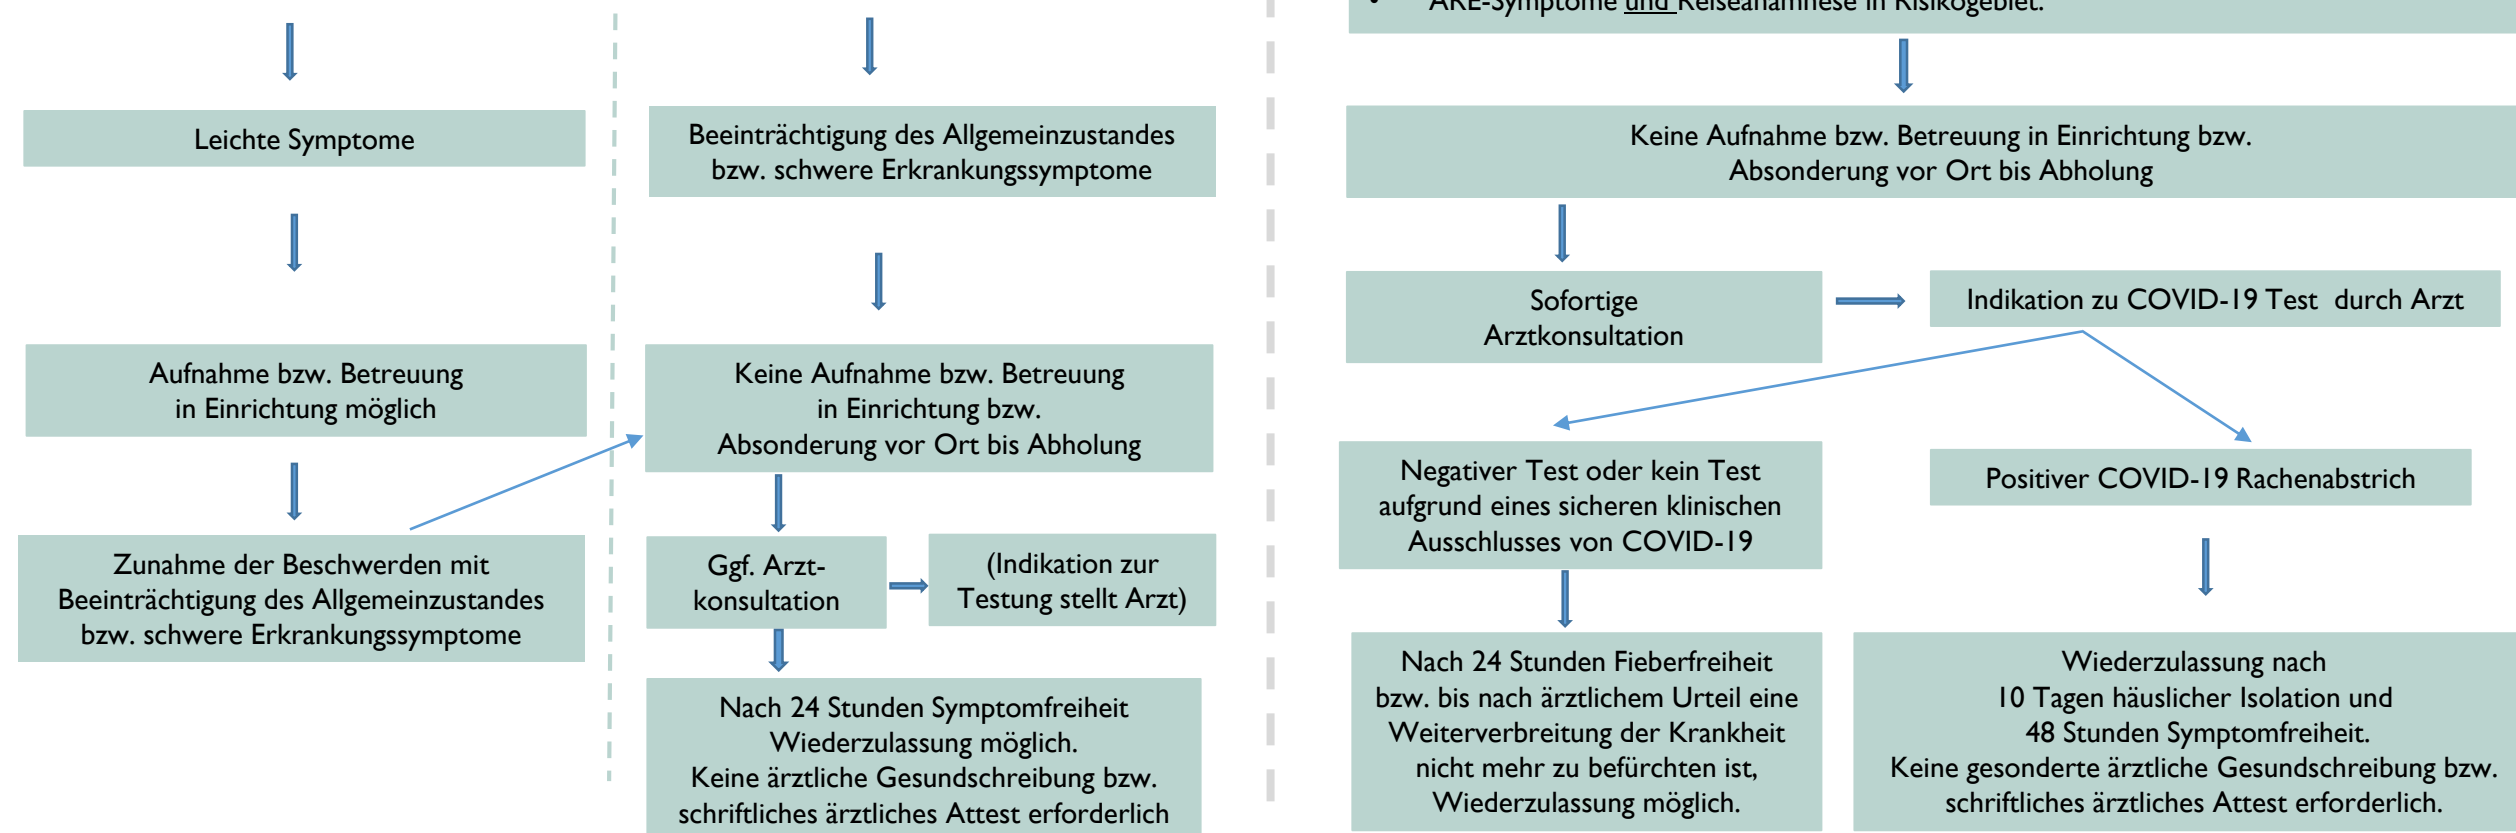 Leichte Symptome
Aufnahme bzw. Betreuung
in Einrichtung möglich
Zunahme der Beschwerden mit
Beeinträchtigung des Allgemeinzustandes
bzw. schwere Erkrankungssymptome
Beeinträchtigung des Allgemeinzustandes
bzw. schwere Erkrankungssymptome
Keine Aufnahme bzw. Betreuung
in Einrichtung bzw.
Absonderung vor Ort bis Abholung
Ggf. Arzt-
konsultation
(Indikation zur
Testung stellt Arzt)
Nach 24 Stunden Symptomfreiheit
Wiederzulassung möglich.
Keine ärztliche Gesundschreibung bzw.
schriftliches ärztliches Attest erforderlich
• ARE-Symptome und Reiseanamnese in Risikogebiet.
Keine Aufnahme bzw. Betreuung in Einrichtung bzw.
Absonderung vor Ort bis Abholung
Sofortige
Arztkonsultation
Indikation zu COVID-19 Test durch Arzt
Negativer Test oder kein Test
aufgrund eines sicheren klinischen
Ausschlusses von COVID-19
Positiver COVID-19 Rachenabstrich
Nach 24 Stunden Fieberfreiheit
bzw. bis nach ärztlichem Urteil eine
Weiterverbreitung der Krankheit
nicht mehr zu befürchten ist,
Wiederzulassung möglich.
Wiederzulassung nach
10 Tagen häuslicher Isolation und
48 Stunden Symptomfreiheit.
Keine gesonderte ärztliche Gesundschreibung bzw.
schriftliches ärztliches Attest erforderlich.